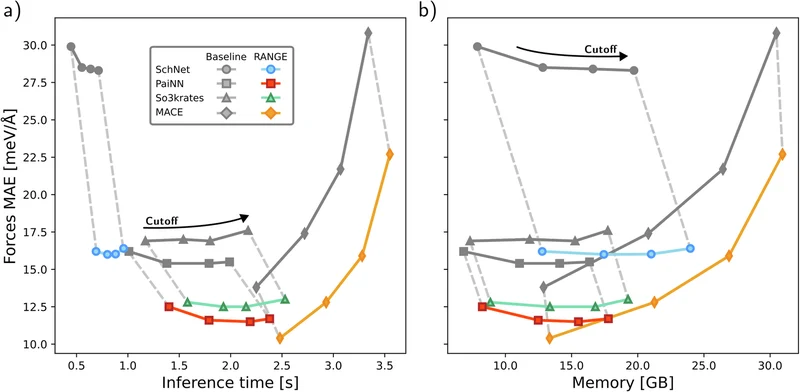 a)
b)
Forces MAE [meV/Å]
30.0
27.5
25.0
22.5
20.0
17.5
15.0
12.5
10.0
Baseline RANGE
SchNet
PaiNN
So3krates
MACE
Cutoff
Cutoff
0.5 1.0 1.5 2.0 2.5 3.0 3.5
Inference time [s]
10.0 15.0 20.0 25.0 30.0
Memory [GB]